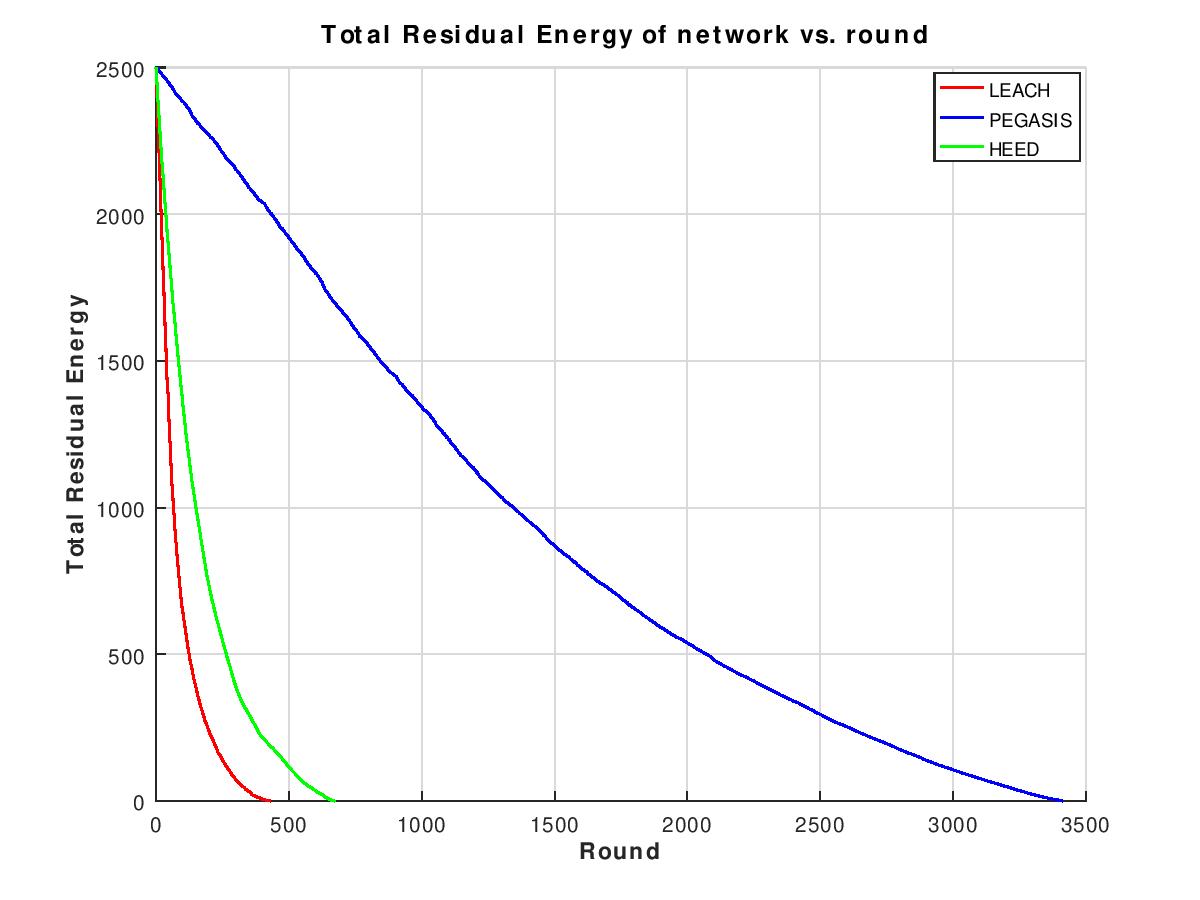 Total Residual Energy of network vs. round
LEACH
PEGASIS
HEED
2500
2000
1500
1000
500
0
Total Residual Energy
0 500 1000 1500 2000 2500 3000 3500
Round